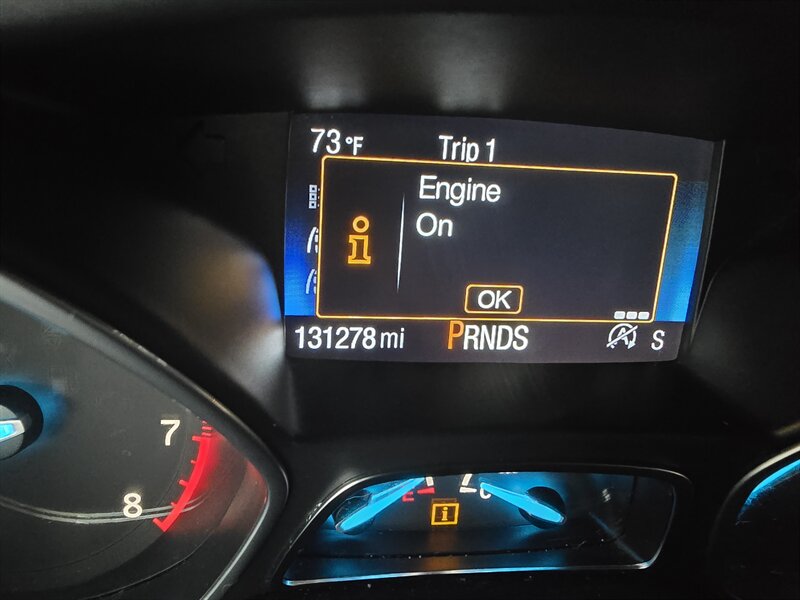 73°F Trip 1
Engine
On
OK
131278 mi PRNDS S
7
8
E C